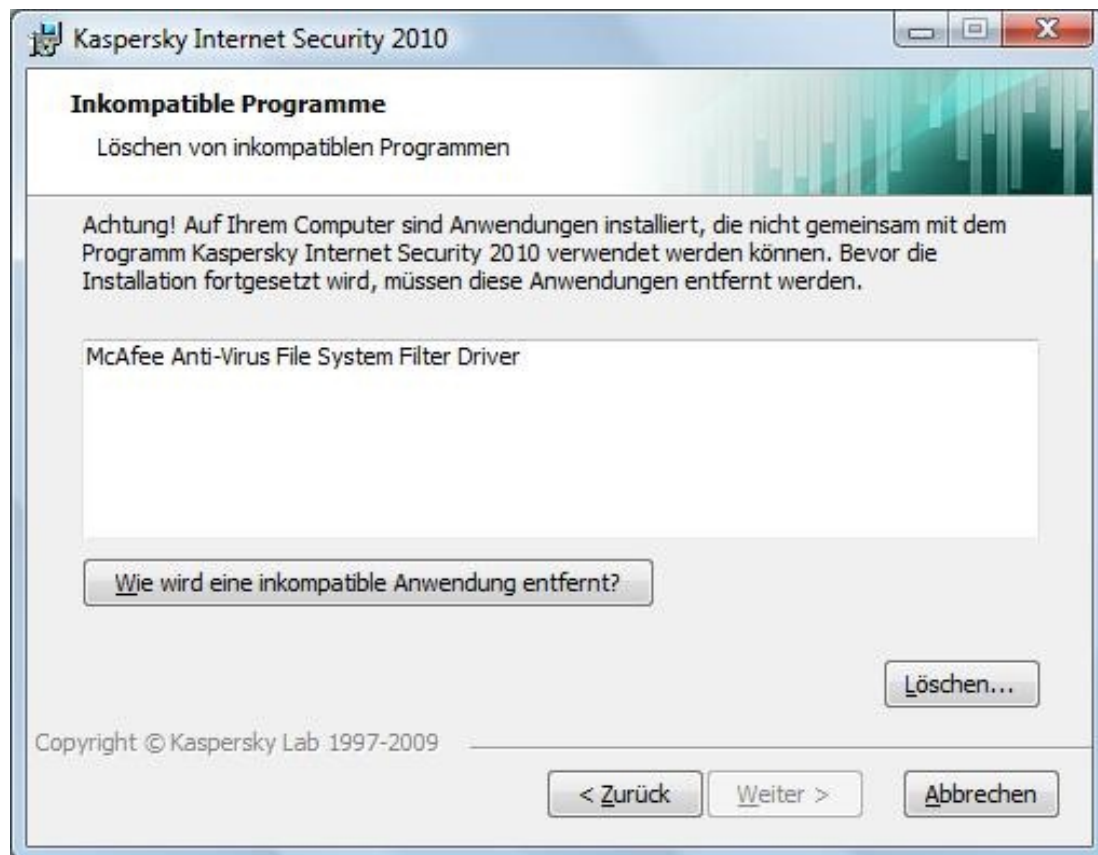 Kaspersky Internet Security 2010
Inkompatible Programme
Löschen von inkompatiblen Programmen
Achtung! Auf Ihrem Computer sind Anwendungen installiert, die nicht gemeinsam mit dem
Programm Kaspersky Internet Security 2010 verwendet werden können. Bevor die
Installation fortgesetzt wird, müssen diese Anwendungen entfernt werden.
McAfee Anti-Virus File System Filter Driver
Wie wird eine inkompatible Anwendung entfernt?
Löschen...
Copyright © Kaspersky Lab 1997-2009
< Zurück Weiter > Abbrechen